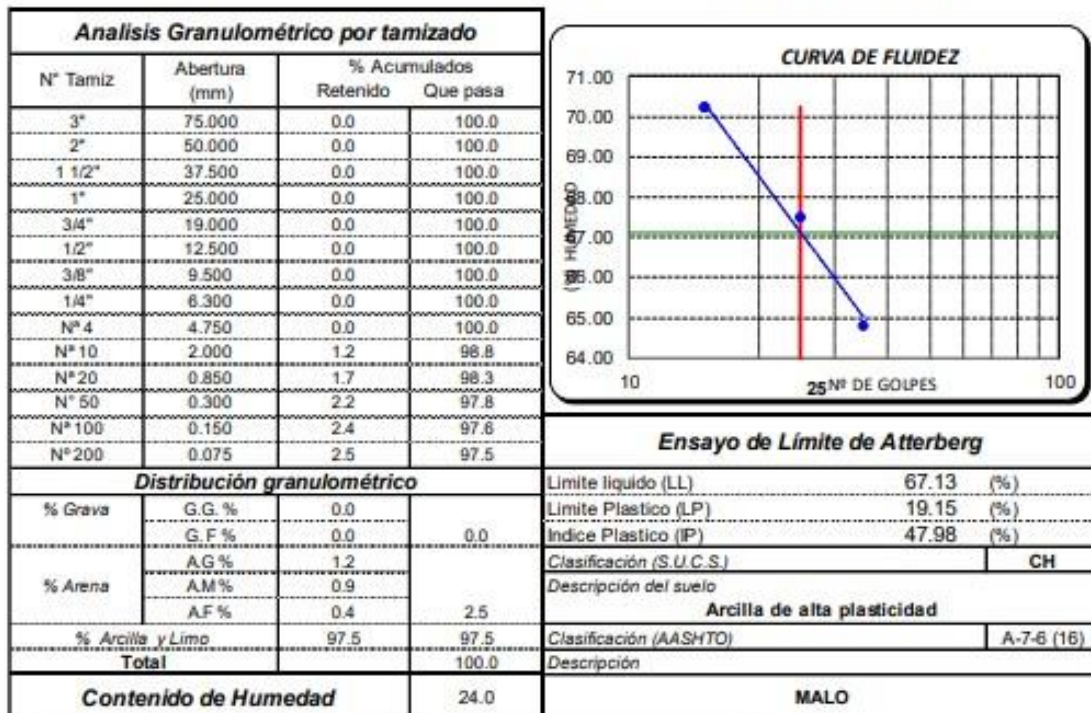 Analisis Granulométrico por tamizado
N° Tamiz Abertura (mm) % Acumulados
Retenido Que pasa
3" 75.000 0.0 100.0
2" 50.000 0.0 100.0
1 1/2" 37.500 0.0 100.0
1" 25.000 0.0 100.0
3/4" 19.000 0.0 100.0
1/2" 12.500 0.0 100.0
3/8" 9.500 0.0 100.0
1/4" 6.300 0.0 100.0
Nª 4 4.750 0.0 100.0
Nª 10 2.000 1.2 98.8
Nª 20 0.850 1.7 98.3
N° 50 0.300 2.2 97.8
Nª 100 0.150 2.4 97.6
Nª 200 0.075 2.5 97.5
Distribución granulométrico
% Grava G.G. % 0.0
G. F % 0.0 0.0
A.G % 1.2
% Arena A.M % 0.9
A.F % 0.4 2.5
% Arcilla y Limo 97.5 97.5
Total 100.0
Contenido de Humedad 24.0
CURVA DE FLUIDEZ
71.00
70.00
69.00
68.00
67.00
66.00
65.00
64.00
(%) HUMEDAD
10 25 Nº DE GOLPES 100
Ensayo de Límite de Atterberg
Limite liquido (LL) 67.13 (%)
Limite Plastico (LP) 19.15 (%)
Indice Plastico (IP) 47.98 (%)
Clasificación (S.U.C.S.) CH
Descripción del suelo
Arcilla de alta plasticidad
Clasificación (AASHTO) A-7-6 (16)
Descripción
MALO